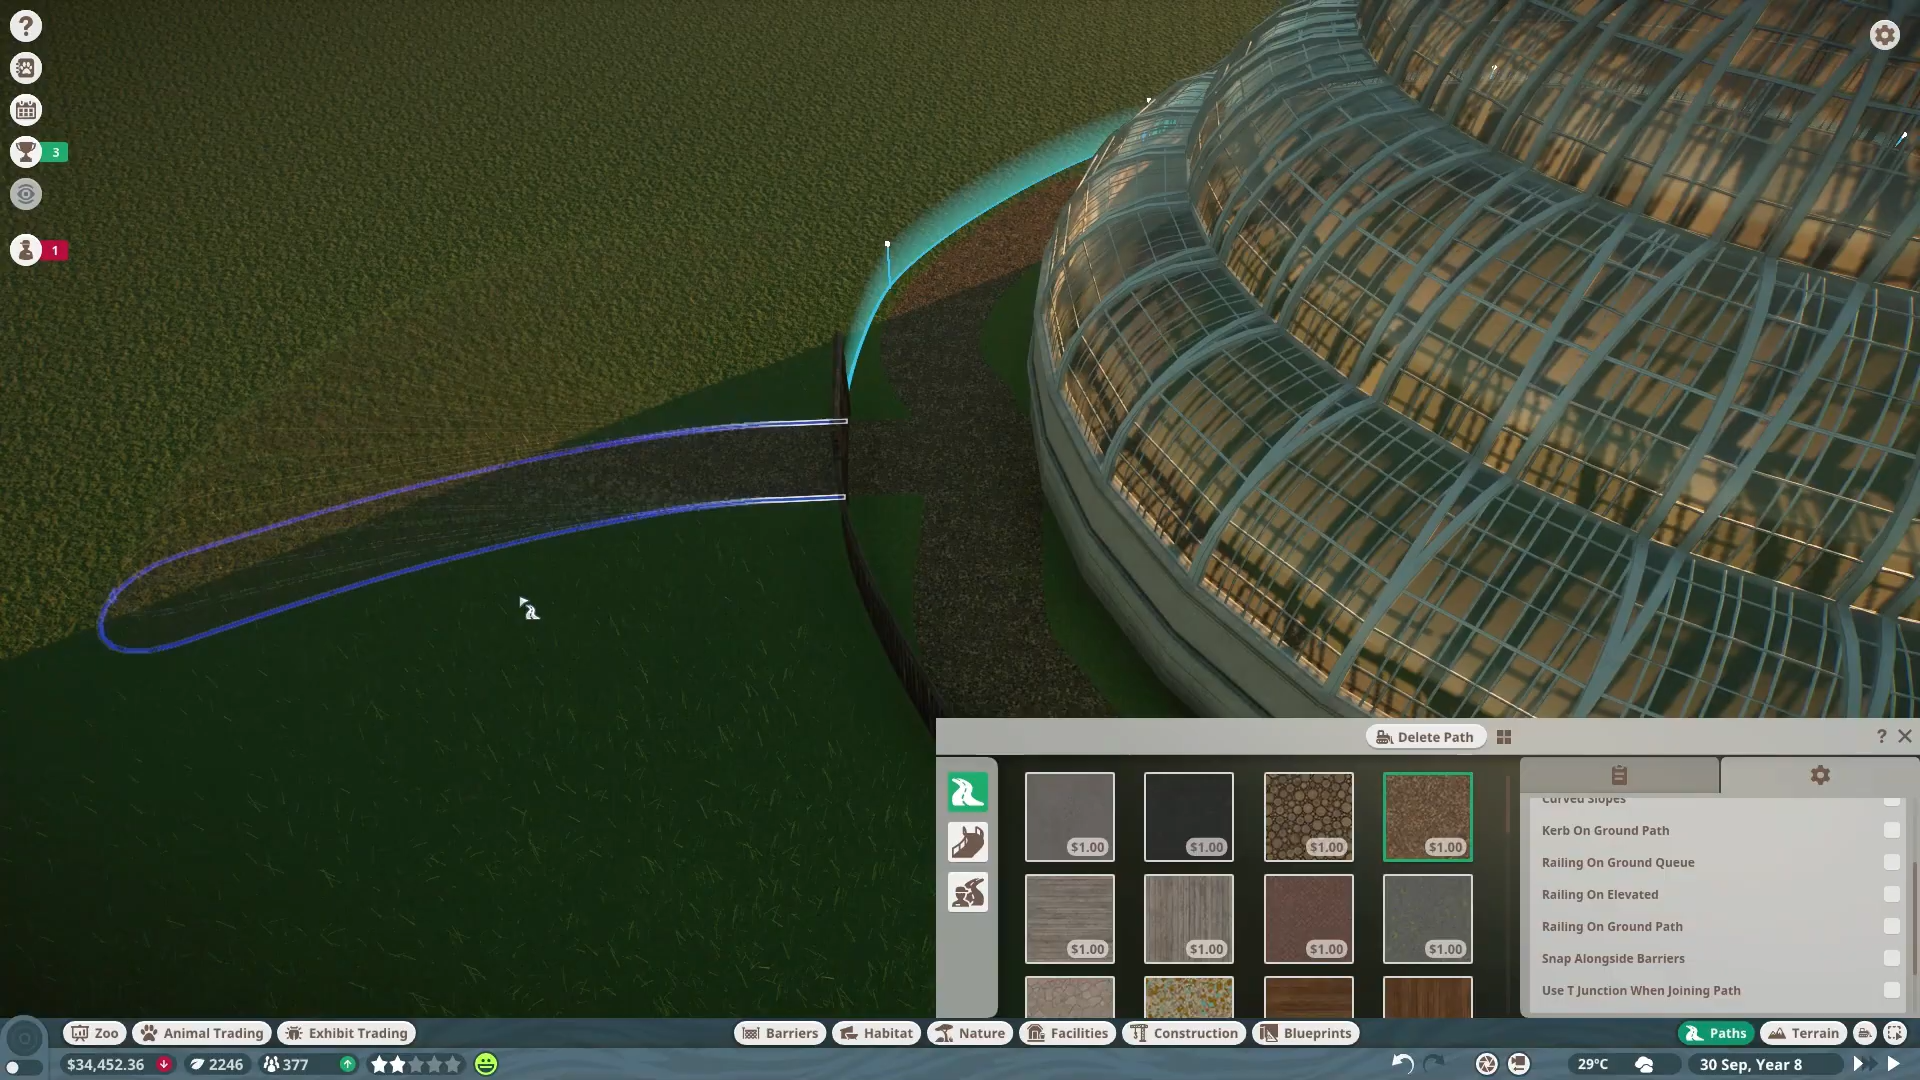 ?
3
1
Delete Path
?
$1.00
$1.00
$1.00
$1.00
$1.00
$1.00
$1.00
$1.00
Curved Slopes
Kerb On Ground Path
Railing On Ground Queue
Railing On Elevated
Railing On Ground Path
Snap Alongside Barriers
Use T Junction When Joining Path
Zoo
Animal Trading
Exhibit Trading
Barriers
Habitat
Nature
Facilities
Construction
Blueprints
Paths
Terrain
$34,452.36
2246
377
29°C
30 Sep, Year 8